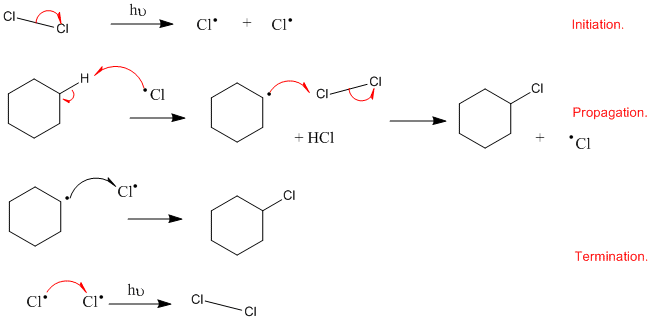 Cl Cl hυ Cl• + Cl• Initiation.
H •Cl • Cl Cl Cl Propagation.
+ HCl + •Cl
• Cl• Cl
Termination.
Cl• Cl• hυ Cl Cl